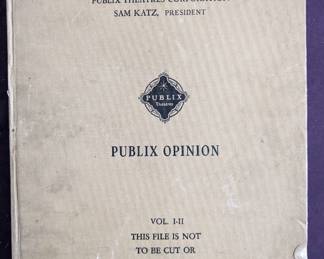 PUBLIX THEATRES CORPORATION
SAM KATZ, PRESIDENT
PUBLIX
Theatres
PUBLIX OPINION
VOL. I-II
THIS FILE IS NOT
TO BE CUT OR